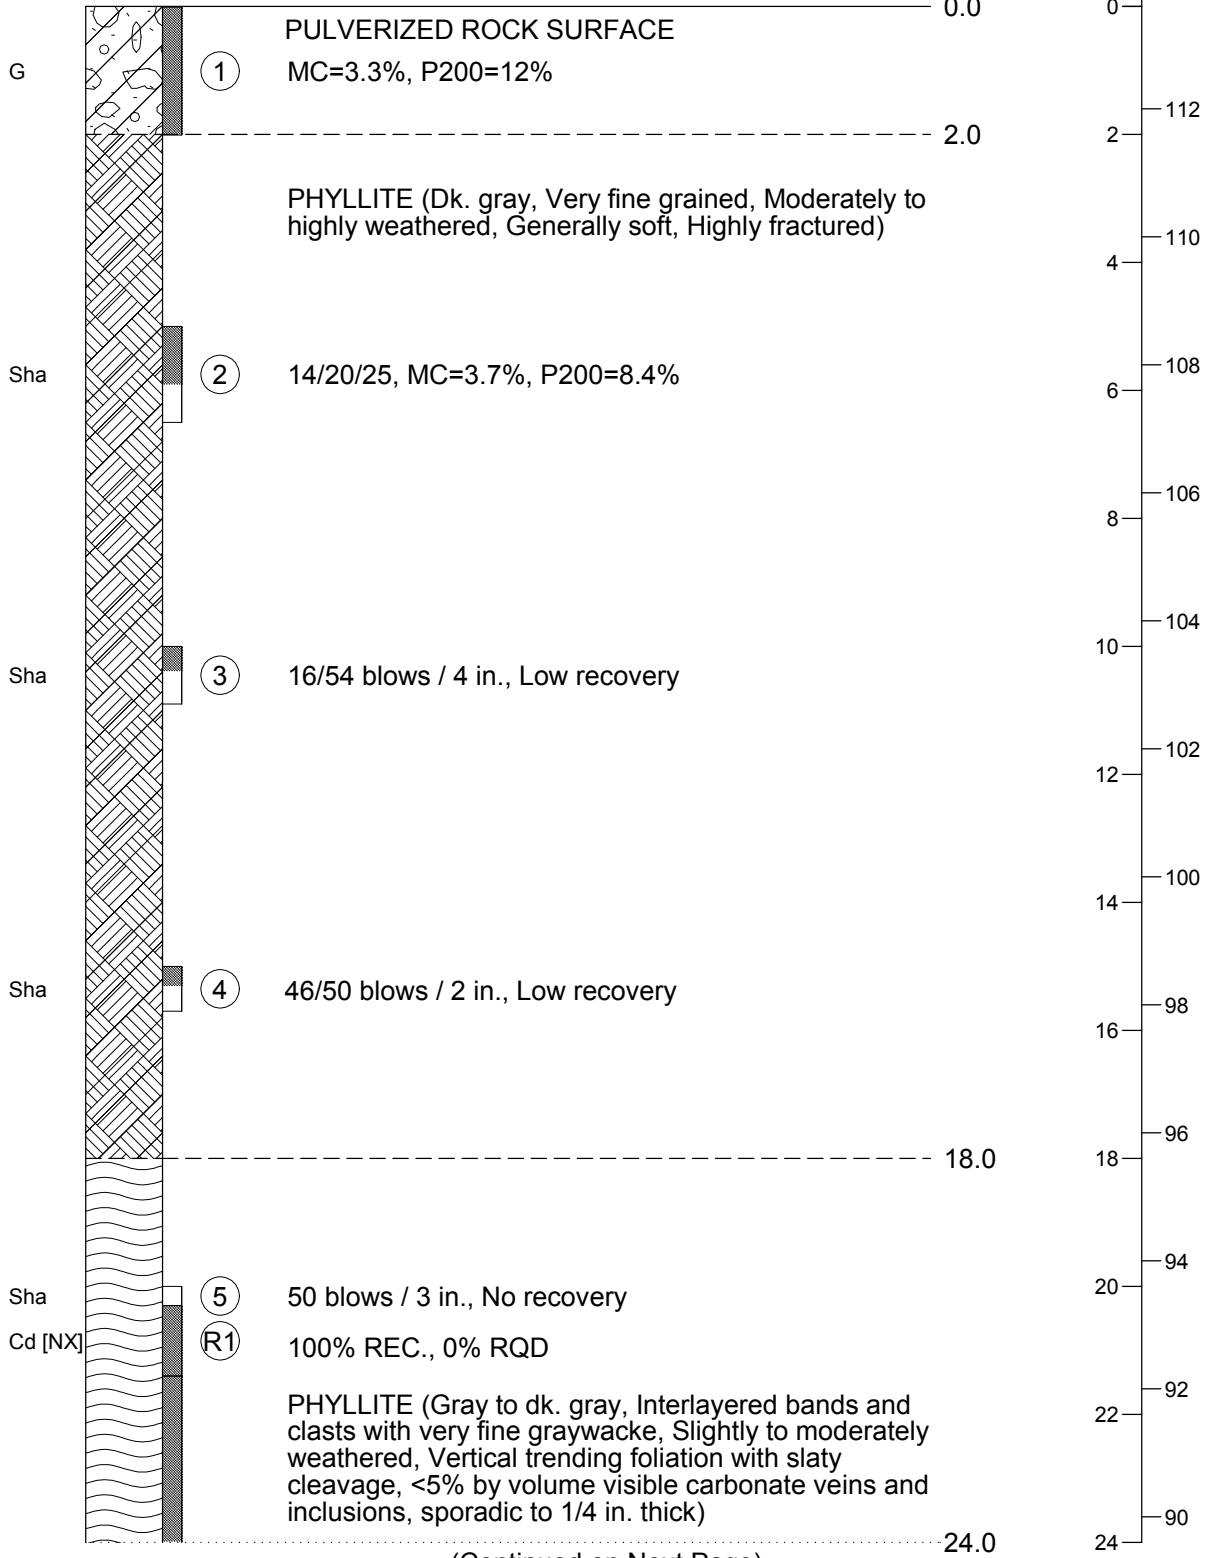 0.0
0
PULVERIZED ROCK SURFACE
G
1
MC=3.3%, P200=12%
112
2.0
2
PHYLLITE (Dk. gray, Very fine grained, Moderately to
highly weathered, Generally soft, Highly fractured)
110
4
108
Sha
2
14/20/25, MC=3.7%, P200=8.4%
6
106
8
104
10
Sha
3
16/54 blows / 4 in., Low recovery
102
12
100
14
Sha
4
46/50 blows / 2 in., Low recovery
98
16
96
18.0
18
94
20
Sha
5
50 blows / 3 in., No recovery
Cd [NX]
R1
100% REC., 0% RQD
92
PHYLLITE (Gray to dk. gray, Interlayered bands and
22
clasts with very fine graywacke, Slightly to moderately
weathered, Vertical trending foliation with slaty
cleavage, <5% by volume visible carbonate veins and
inclusions, sporadic to 1/4 in. thick)
90
24.0
24
(Continued on Next Page)